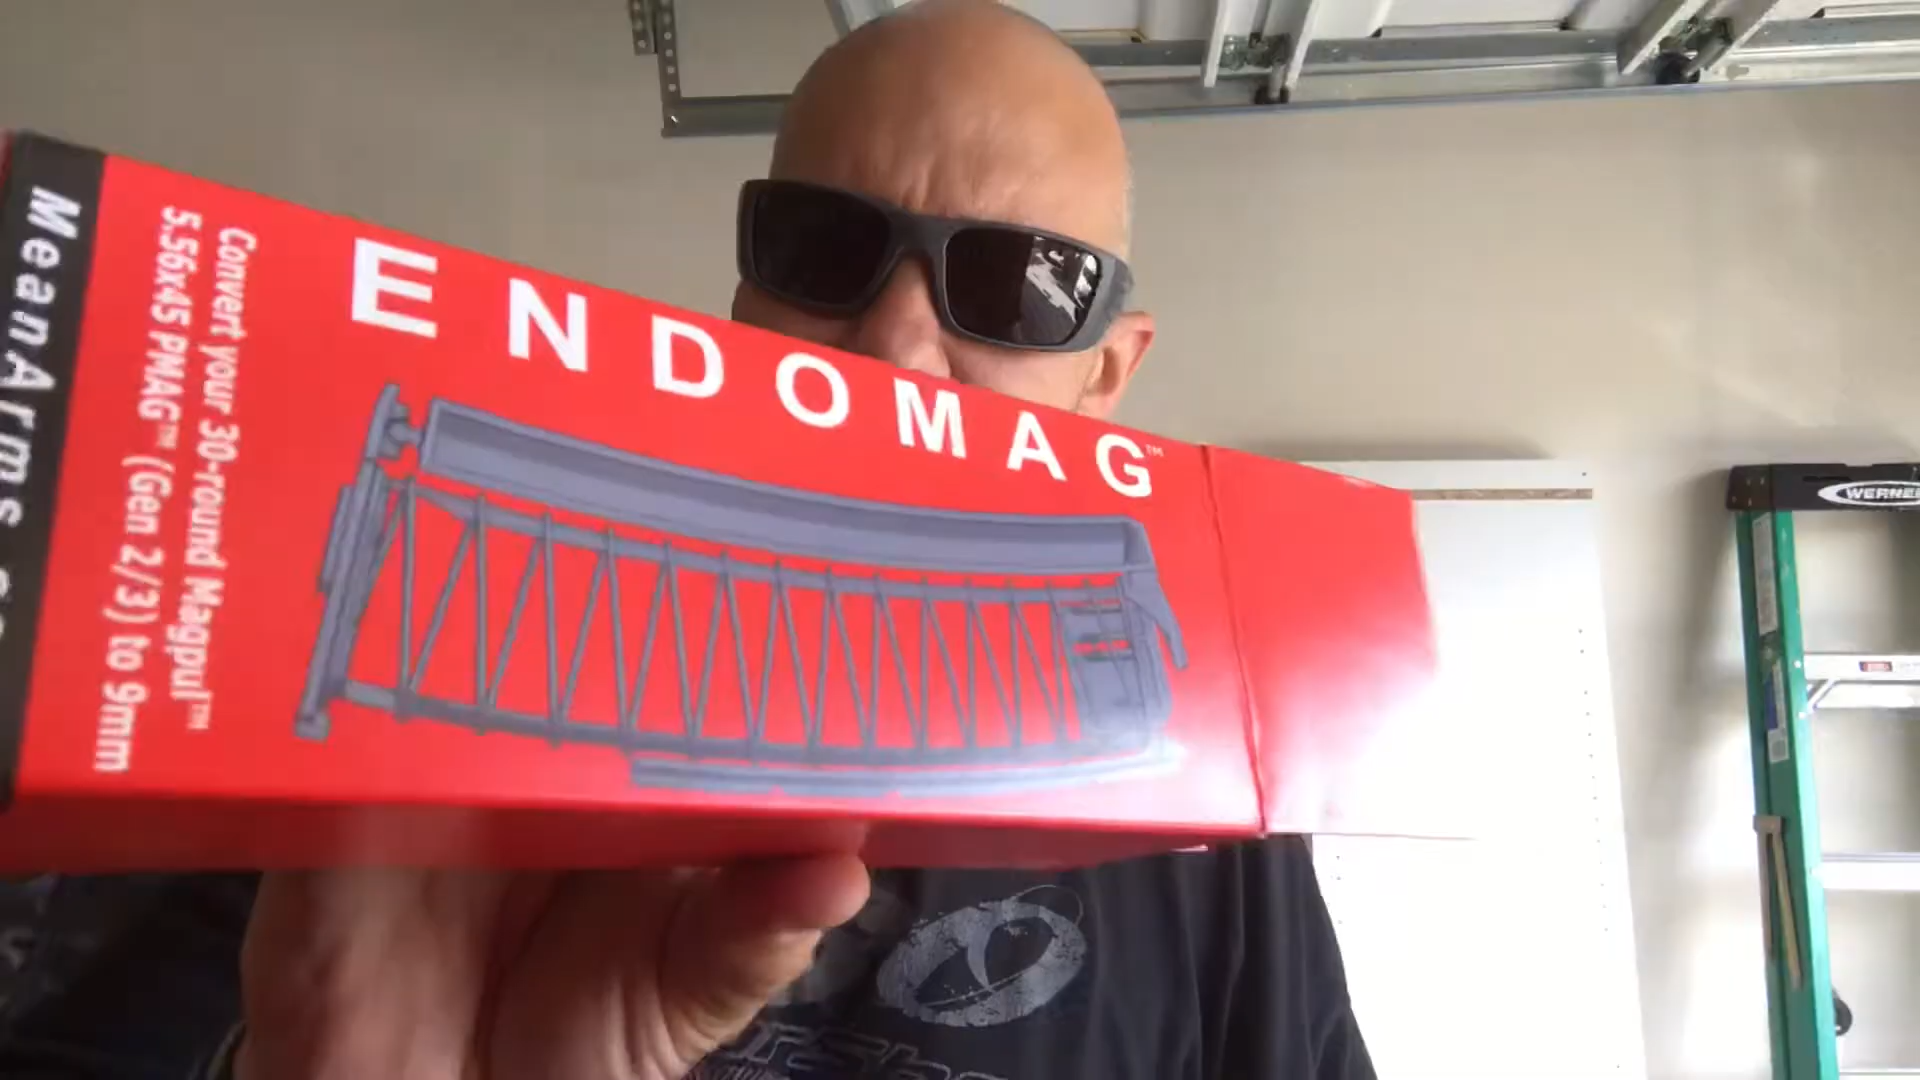 ENDOMAG™
Convert your 30-round Magpul™
5.56x45 PMAG™ (Gen 2/3) to 9mm
MeanArms
WERNER